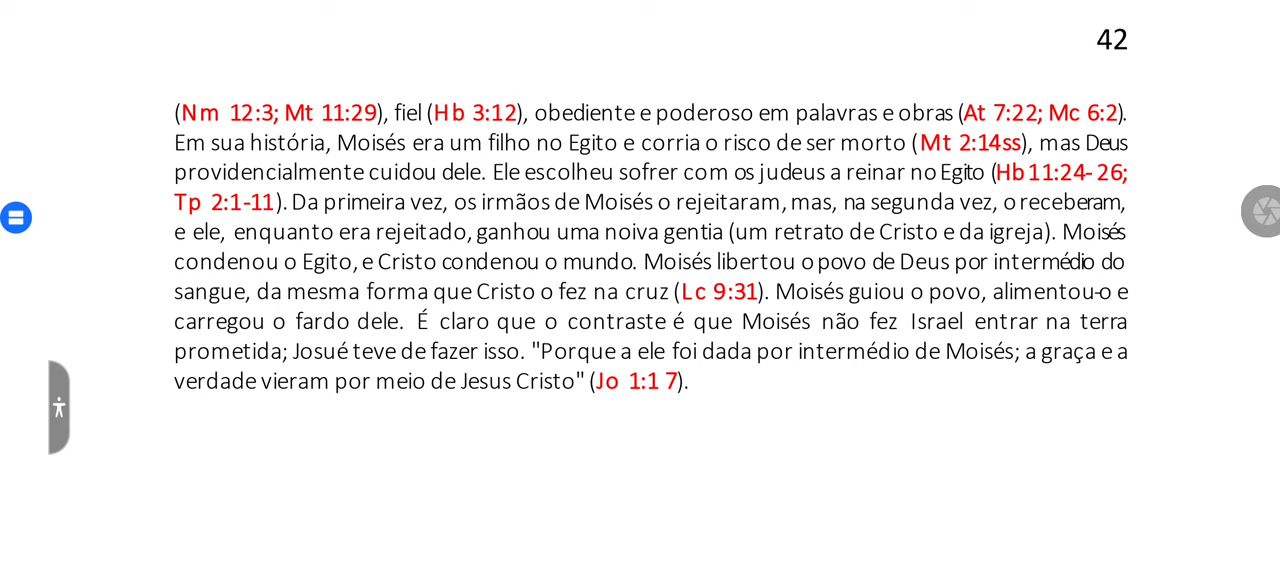 42
(Nm 12:3; Mt 11:29), fiel (Hb 3:12), obediente e poderoso em palavras e obras (At 7:22; Mc 6:2).
Em sua história, Moisés era um filho no Egito e corria o risco de ser morto (Mt 2:14ss), mas Deus
providencialmente cuidou dele. Ele escolheu sofrer com os judeus a reinar no Egito (Hb 11:24-26;
Tp 2:1-11). Da primeira vez, os irmãos de Moisés o rejeitaram, mas, na segunda vez, o receberam,
e ele, enquanto era rejeitado, ganhou uma noiva gentia (um retrato de Cristo e da igreja). Moisés
condenou o Egito, e Cristo condenou o mundo. Moisés libertou o povo de Deus por intermédio do
sangue, da mesma forma que Cristo o fez na cruz (Lc 9:31). Moisés guiou o povo, alimentou-o e
carregou o fardo dele. É claro que o contraste é que Moisés não fez Israel entrar na terra
prometida; Josué teve de fazer isso. "Porque a ele foi dada por intermédio de Moisés; a graça e a
verdade vieram por meio de Jesus Cristo" (Jo 1:1 7).